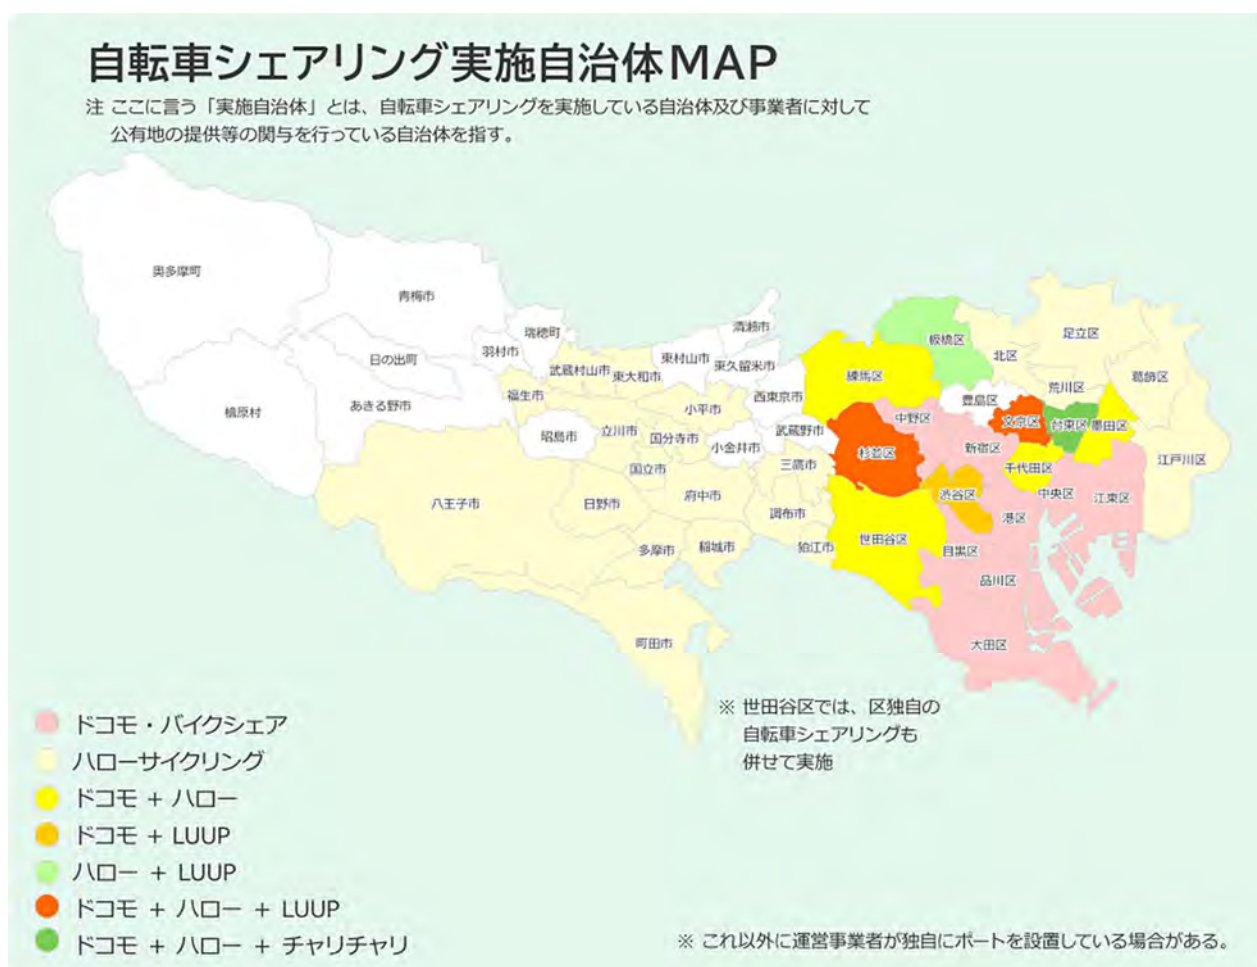 自転車シェアリング実施自治体MAP
注 ここに言う「実施自治体」とは、自転車シェアリングを実施している自治体及び事業者に対して
公有地の提供等の関与を行っている自治体を指す。
奥多摩町
青梅市
瑞穂町
清瀬市
足立区
板橋区
羽村市
日の出町
東村山市
東久留米市
北区
武蔵村山市
東大和市
練馬区
葛飾区
荒川区
福生市
西東京市
豊島区
檜原村
あきる野市
小平市
中野区
文京区
台東区
墨田区
昭島市
立川市
国分寺市
小金井市
武蔵野市
新宿区
杉並区
江戸川区
国立市
三鷹市
千代田区
八王子市
日野市
府中市
渋谷区
中央区
江東区
調布市
港区
多摩市
稲城市
狛江市
世田谷区
目黒区
品川区
町田市
大田区
※ 世田谷区では、区独自の
自転車シェアリングも
併せて実施
ドコモ・バイクシェア
ハローサイクリング
ドコモ + ハロー
ドコモ + LUUP
ハロー + LUUP
ドコモ + ハロー + LUUP
ドコモ + ハロー + チャリチャリ
※ これ以外に運営事業者が独自にポートを設置している場合がある。